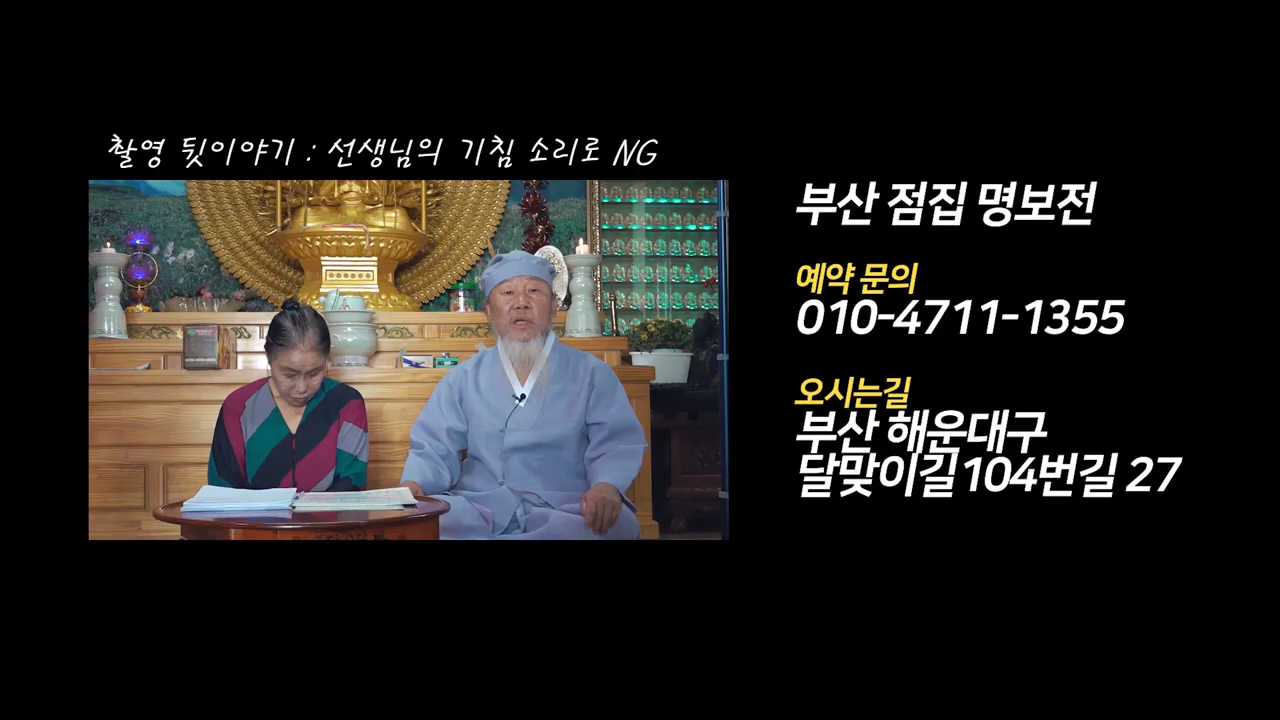 촬영 뒷이야기 : 선생님의 기침 소리로 NG
부산 점집 명보전
예약 문의
010-4711-1355
오시는길
부산 해운대구
달맞이길104번길 27